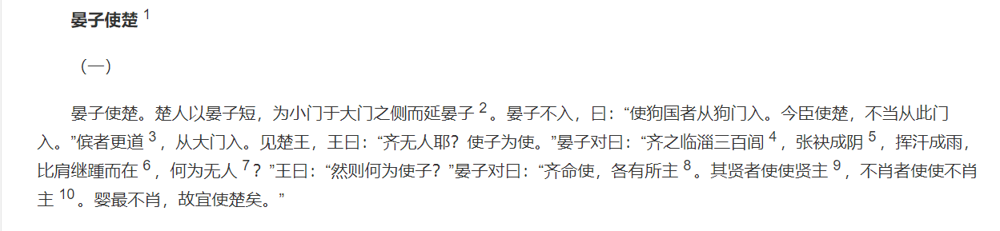 晏子使楚 1
（一）
晏子使楚。楚人以晏子短，为小门于大门之侧而延晏子 2 。晏子不入，曰：“使狗国者从狗门入。今臣使楚，不当从此门
入。”傧者更道 3 ，从大门入。见楚王，王曰：“齐无人耶？使子为使。”晏子对曰：“齐之临淄三百闾 4 ，张袂成阴 5 ，挥汗成雨，
比肩继踵而在 6 ，何为无人 7 ？”王曰：“然则何为使子？”晏子对曰：“齐命使，各有所主 8 。其贤者使使贤主 9 ，不肖者使使不肖
主 10 。婴最不肖，故宜使楚矣。”